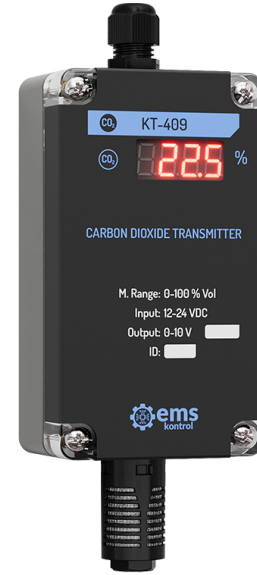 CO₂ KT-409
CO₂ 22.5 %
CARBON DIOXIDE TRANSMITTER
M. Range: 0-100 % Vol
Input: 12-24 VDC
Output: 0-10 V
ID:
ems
kontrol